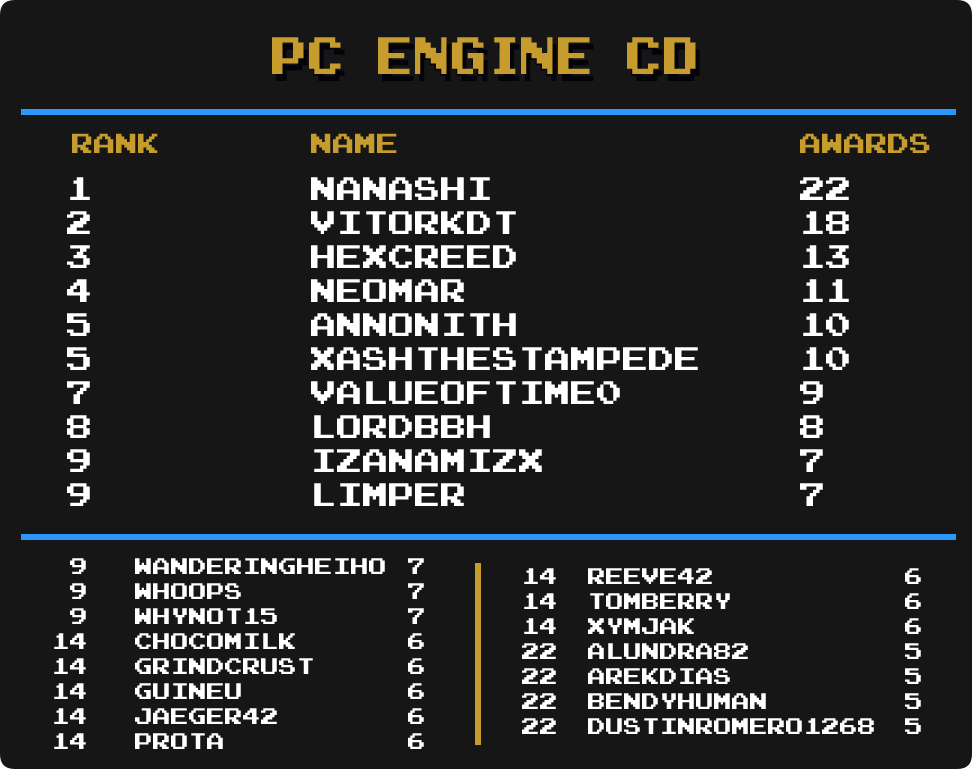 PC ENGINE CD
RANK NAME AWARDS
1 NANASHI 22
2 VITORKDT 18
3 HEXCREED 13
4 NEOMAR 11
5 ANNONITH 10
5 XASHTHESTAMPEDE 10
7 VALUEOFTIME0 9
8 LORDBBH 8
9 IZANAMIZX 7
9 LIMPER 7
9 WANDERINGHEIHO 7
9 WHOOPS 7
9 WHYNOT15 7
14 CHOCOMILK 6
14 GRINDCRUST 6
14 GUINEU 6
14 JAEGER42 6
14 PROTA 6
14 REEVE42 6
14 TOMBERRY 6
14 XYMJAK 6
22 ALUNDRA82 5
22 AREKDIAS 5
22 BENDYHUMAN 5
22 DUSTINROMERO1268 5